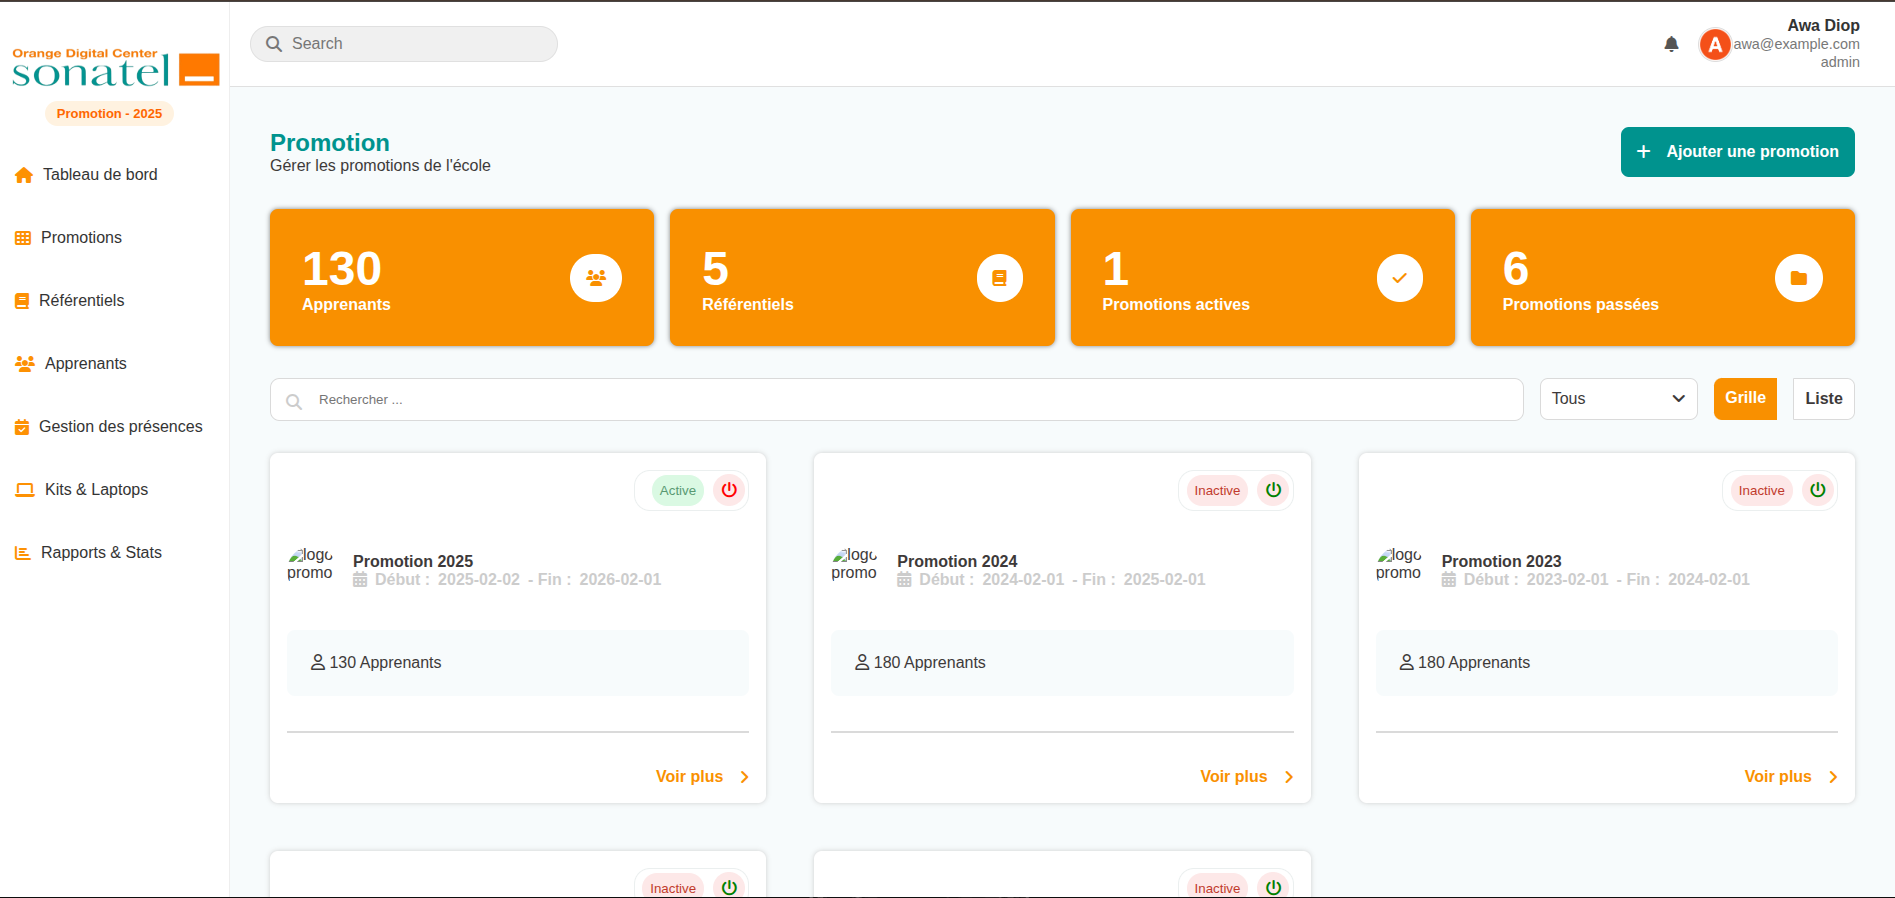 Orange Digital Center
sonatel
Promotion - 2025
Tableau de bord
Promotions
Référentiels
Apprenants
Gestion des présences
Kits & Laptops
Rapports & Stats
Search
A
Awa Diop
awa@example.com
admin
Promotion
Gérer les promotions de l'école
+ Ajouter une promotion
130
Apprenants
5
Référentiels
1
Promotions actives
6
Promotions passées
Rechercher ...
Tous
Grille
Liste
Active
logo
promo
Promotion 2025
Début : 2025-02-02 - Fin : 2026-02-01
130 Apprenants
Voir plus
Inactive
logo
promo
Promotion 2024
Début : 2024-02-01 - Fin : 2025-02-01
180 Apprenants
Voir plus
Inactive
logo
promo
Promotion 2023
Début : 2023-02-01 - Fin : 2024-02-01
180 Apprenants
Voir plus
Inactive
Inactive